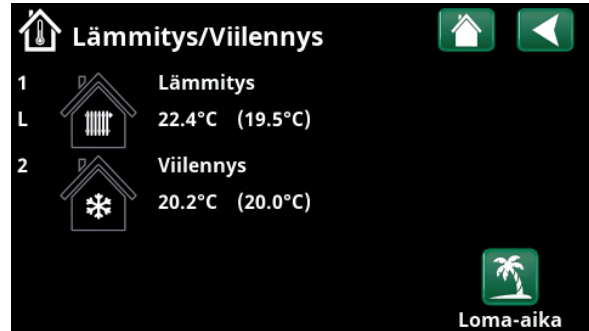 Lämmitys/Viilennys
1 Lämmitys
L 22.4°C (19.5°C)
2 Viilennys
20.2°C (20.0°C)
Loma-aika